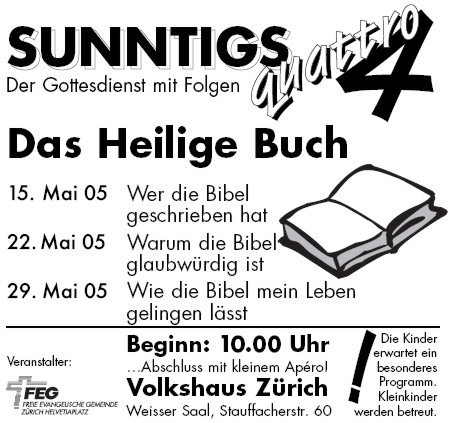 SUNNTIGS
quattro 4
Der Gottesdienst mit Folgen
Das Heilige Buch
15. Mai 05 Wer die Bibel
geschrieben hat
22. Mai 05 Warum die Bibel
glaubwürdig ist
29. Mai 05 Wie die Bibel mein Leben
gelingen lässt
Veranstalter:
FEG
FREIE EVANGELISCHE GEMEINDE
ZÜRICH HELVETIAPLATZ
Beginn: 10.00 Uhr
...Abschluss mit kleinem Apéro!
Volkshaus Zürich
Weisser Saal, Stauffacherstr. 60
!
Die Kinder
erwartet ein
besonderes
Programm.
Kleinkinder
werden betreut.